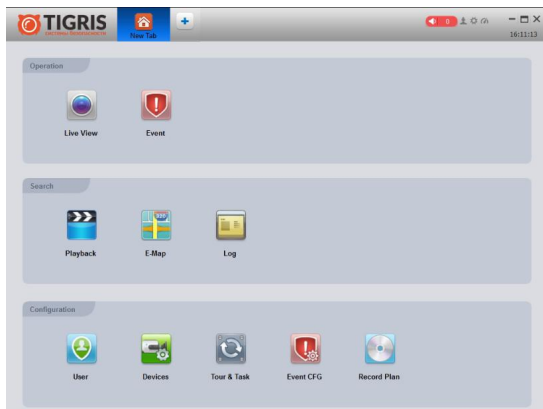 TIGRIS
New Tab
0
16:11:13
Operation
Live View
Event
Search
Playback
E-Map
Log
Configuration
User
Devices
Tour & Task
Event CFG
Record Plan